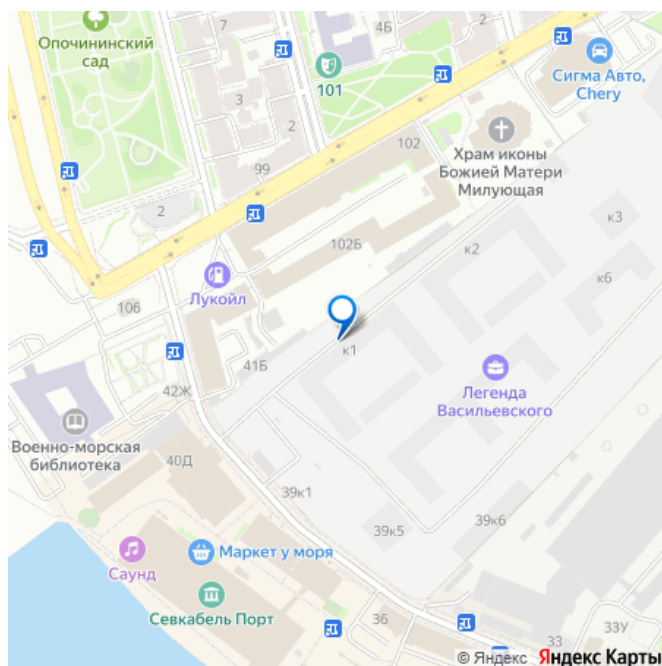 7
2
4Б
Опочининский
сад
101
3
2
Сигма Авто,
Chery
99
102
Храм иконы
Божией Матери
Милующая
2
к3
102Б
к2
к6
Лукойл
106
к1
41Б
42Ж
Легенда
Васильевского
Военно-морская
библиотека
40Д
39к1
39к5
39к6
Маркет у моря
Саунд
Севкабель Порт
36
33
33У
© Яндекс Яндекс Карты